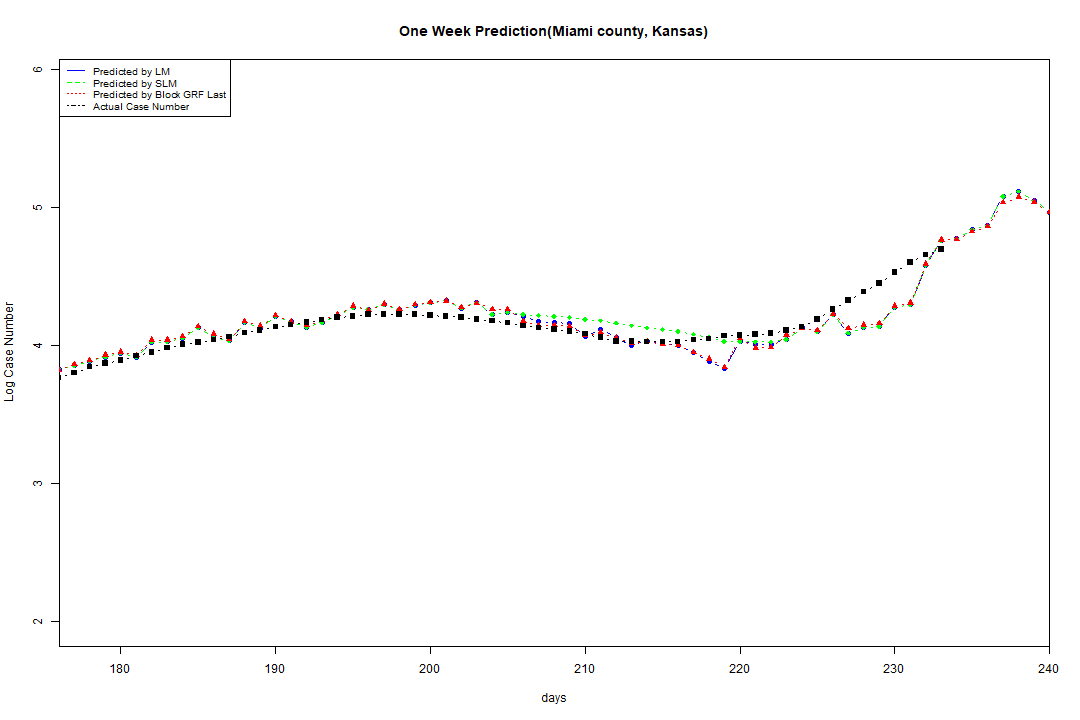 One Week Prediction(Miami county, Kansas)
Predicted by LM
Predicted by SLM
Predicted by Block GRF Last
Actual Case Number
6
5
4
3
2
Log Case Number
180 190 200 210 220 230 240
days